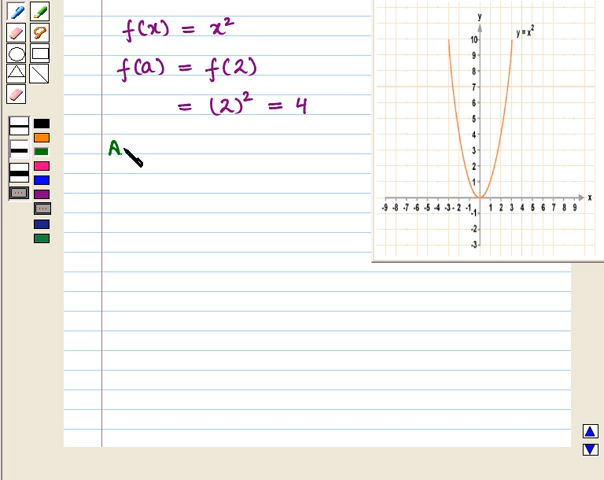 f(x) = x²
f(a) = f(2)
= (2)² = 4
A
y
y = x²
10
9
8
7
6
5
4
3
2
1
-9 -8 -7 -6 -5 -4 -3 -2 -1 0 1 2 3 4 5 6 7 8 9 x
-1
-2
-3